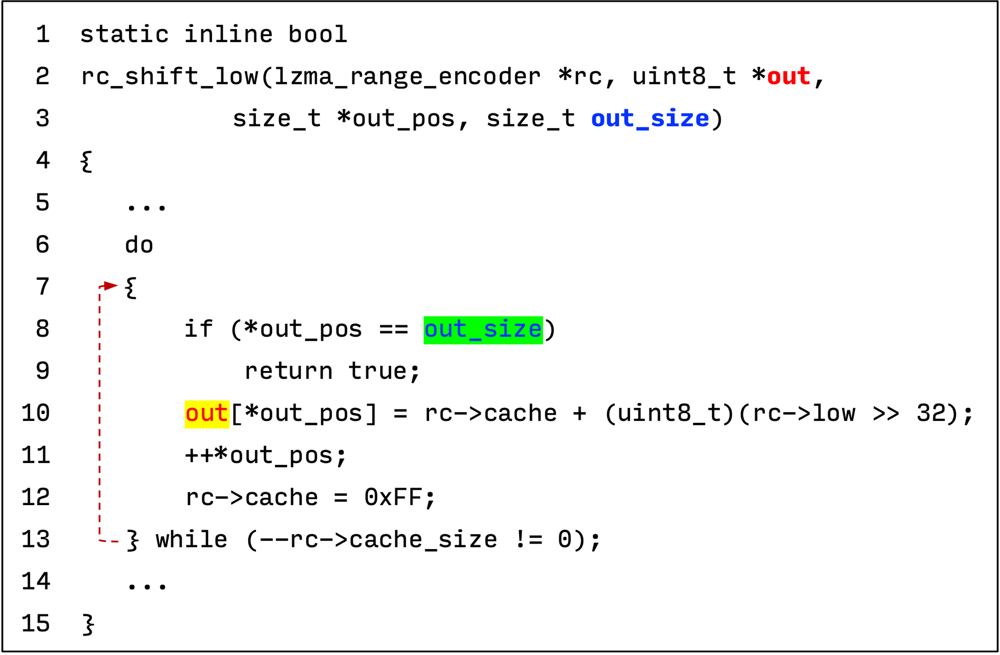 1 static inline bool
2 rc_shift_low(lzma_range_encoder *rc, uint8_t *out,
3 size_t *out_pos, size_t out_size)
4 {
5 ...
6 do
7 {
8 if (*out_pos == out_size)
9 return true;
10 out[*out_pos] = rc->cache + (uint8_t)(rc->low >> 32);
11 ++*out_pos;
12 rc->cache = 0xFF;
13 } while (--rc->cache_size != 0);
14 ...
15 }